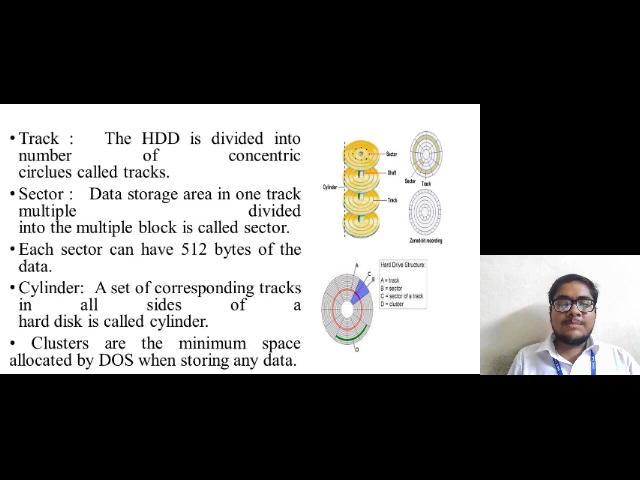 • Track : The HDD is divided into
number of concentric
circlues called tracks.
• Sector : Data storage area in one track
multiple divided
into the multiple block is called sector.
• Each sector can have 512 bytes of the
data.
• Cylinder: A set of corresponding tracks
in all sides of a
hard disk is called cylinder.
• Clusters are the minimum space
allocated by DOS when storing any data.
Sector
Shaft
Cylinder
Track
Sector
Track
Zoned-bit recording
A
C
B
D
Hard Drive Structure:
A = track
B = sector
C = sector of a track
D = cluster